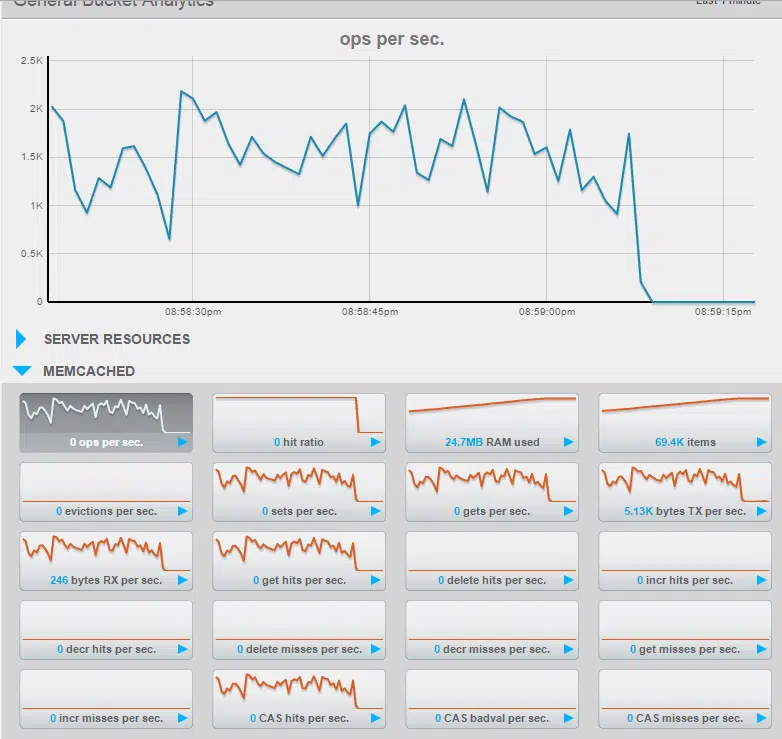 General Bucket Analytics
Last 1 minute
ops per sec.
2.5K
2K
1.5K
1K
0.5K
0
08:58:30pm 08:58:45pm 08:59:00pm 08:59:15pm
SERVER RESOURCES
MEMCACHED
0 ops per sec. 0 hit ratio 24.7MB RAM used 69.4K items
0 evictions per sec. 0 sets per sec. 0 gets per sec. 5.13K bytes TX per sec.
246 bytes RX per sec. 0 get hits per sec. 0 delete hits per sec. 0 incr hits per sec.
0 decr hits per sec. 0 delete misses per sec. 0 decr misses per sec. 0 get misses per sec.
0 incr misses per sec. 0 CAS hits per sec. 0 CAS badval per sec. 0 CAS misses per sec.